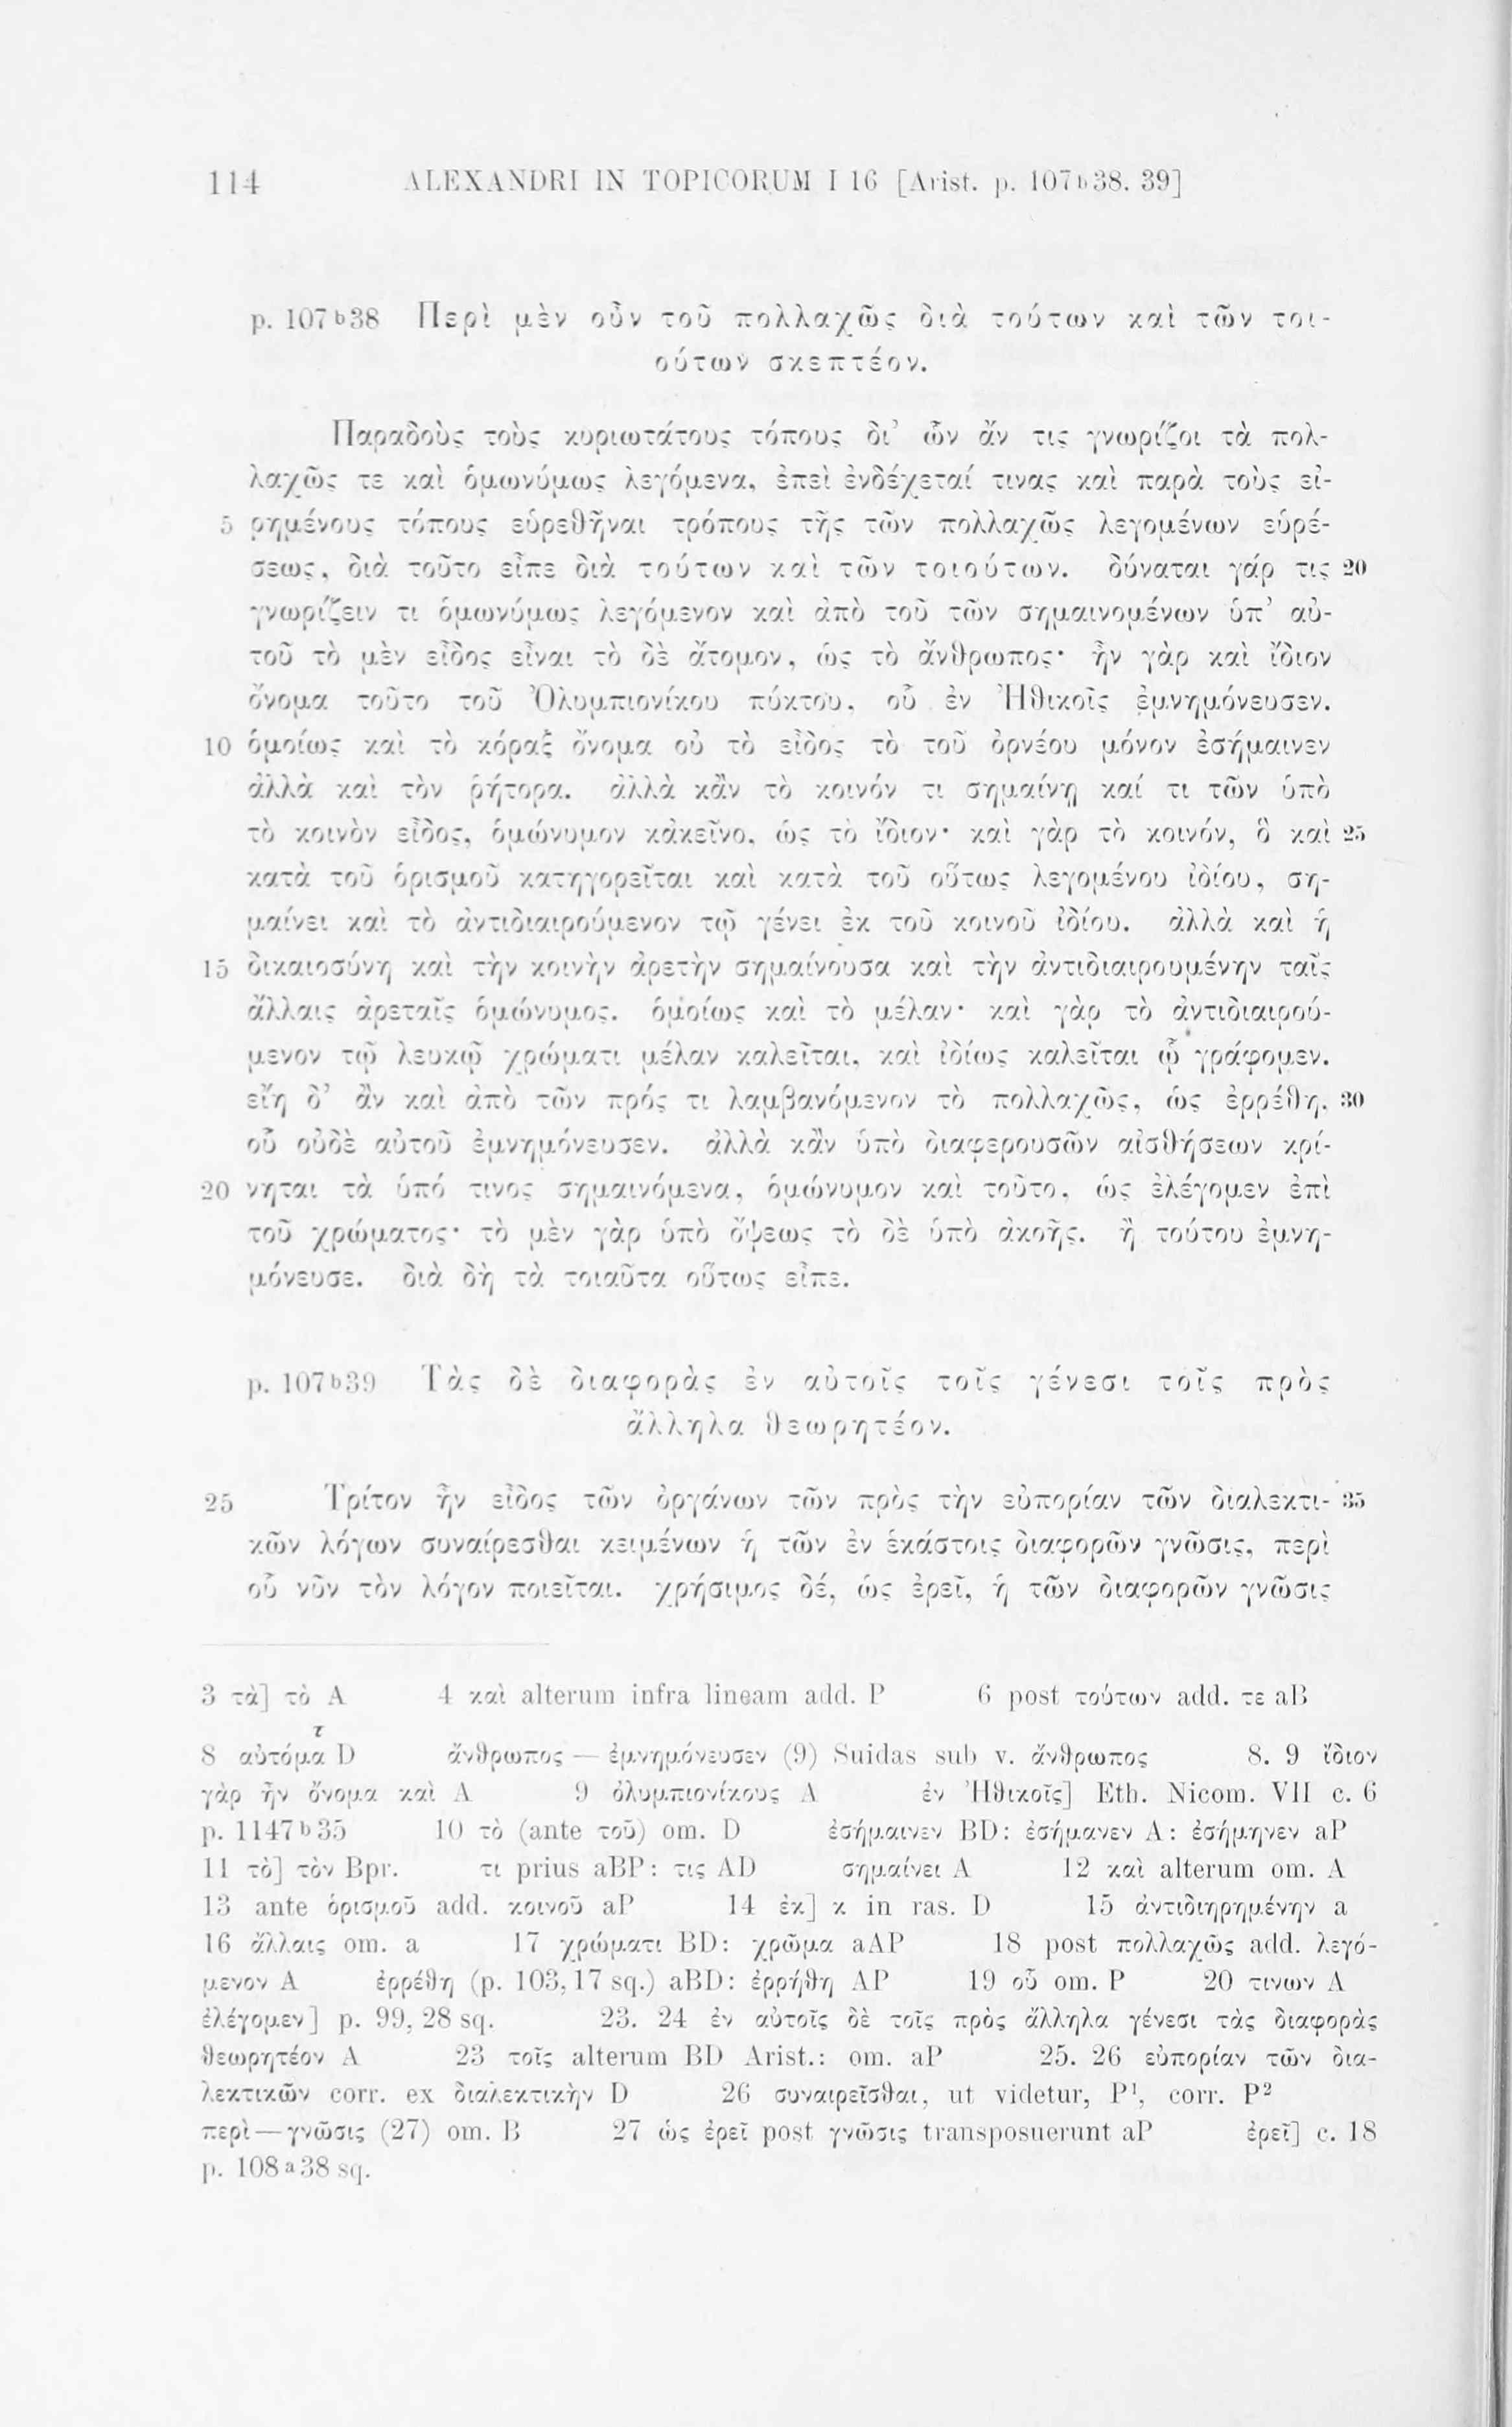 114 ALEXANDRI IN TOPICORUM I 16 [Arist. p. 107b38. 39]
p. 107b38 Περὶ μὲν οὖν τοῦ πολλαχῶς διὰ τούτων καὶ τῶν τοι-
ούτων σκεπτέον.
Παραδοὺς τοὺς κυριωτάτους τόπους δι’ ὧν ἄν τις γνωρίζοι τὰ πολ-
λαχῶς τε καὶ ὁμωνύμως λεγόμενα, ἐπεὶ ἐνδέχεταί τινας καὶ παρὰ τοὺς εἰ-
5 ρημένους τόπους εὑρεθῆναι τρόπους τῆς τῶν πολλαχῶς λεγομένων εὑρέ-
σεως, διὰ τοῦτο εἶπε διὰ τούτων καὶ τῶν τοιούτων. δύναται γάρ τις 20
γνωρίζειν τι ὁμωνύμως λεγόμενον καὶ ἀπὸ τοῦ τῶν σημαινομένων ὑπ’ αὐ-
τοῦ τὸ μὲν εἶδος εἶναι τὸ δὲ ἄτομον, ὡς τὸ ἄνθρωπος· ἦν γὰρ καὶ ἴδιον
ὄνομα τοῦτο τοῦ Ὀλυμπιονίκου πύκτου, οὗ ἐν Ἠθικοῖς ἐμνημόνευσεν.
10 ὁμοίως καὶ τὸ κόραξ ὄνομα οὐ τὸ εἶδος τὸ τοῦ ὀρνέου μόνον ἐσήμαινεν
ἀλλὰ καὶ τὸν ῥήτορα. ἀλλὰ κἂν τὸ κοινόν τι σημαίνῃ καί τι τῶν ὑπὸ
τὸ κοινὸν εἶδος, ὁμώνυμον κἀκεῖνο, ὡς τὸ ἴδιον· καὶ γὰρ τὸ κοινόν, ὃ καὶ 25
κατὰ τοῦ ὁρισμοῦ κατηγορεῖται καὶ κατὰ τοῦ οὕτως λεγομένου ἰδίου, ση-
μαίνει καὶ τὸ ἀντιδιαιρούμενον τῷ γένει ἐκ τοῦ κοινοῦ ἰδίου. ἀλλὰ καὶ ἡ
15 δικαιοσύνη καὶ τὴν κοινὴν ἀρετὴν σημαίνουσα καὶ τὴν ἀντιδιαιρουμένην ταῖς
ἄλλαις ἀρεταῖς ὁμώνυμος. ὁμοίως καὶ τὸ μέλαν· καὶ γὰρ τὸ ἀντιδιαιρού-
μενον τῷ λευκῷ χρώματι μέλαν καλεῖται, καὶ ἰδίως καλεῖται ᾧ γράφομεν.
εἴη δ’ ἂν καὶ ἀπὸ τῶν πρός τι λαμβανόμενον τὸ πολλαχῶς, ὡς ἐρρέθη, 30
οὗ οὐδὲ αὐτοῦ ἐμνημόνευσεν. ἀλλὰ κἂν ὑπὸ διαφερουσῶν αἰσθήσεων κρί-
20 νηται τὰ ὑπό τινος σημαινόμενα, ὁμώνυμον καὶ τοῦτο, ὡς ἐλέγομεν ἐπὶ
τοῦ χρώματος· τὸ μὲν γὰρ ὑπὸ ὄψεως τὸ δὲ ὑπὸ ἀκοῆς. ἢ τούτου ἐμνη-
μόνευσε. διὰ δὴ τὰ τοιαῦτα οὕτως εἶπε.
p. 107b39 Τὰς δὲ διαφορὰς ἐν αὐτοῖς τοῖς γένεσι τοῖς πρὸς
ἄλληλα θεωρητέον.
25 Τρίτον ἦν εἶδος τῶν ὀργάνων τῶν πρὸς τὴν εὐπορίαν τῶν διαλεκτι- 35
κῶν λόγων συναίρεσθαι κειμένων ἡ τῶν ἐν ἑκάστοις διαφορῶν γνῶσις, περὶ
οὗ νῦν τὸν λόγον ποιεῖται. χρήσιμος δέ, ὡς ἐρεῖ, ἡ τῶν διαφορῶν γνῶσις
3 τὰ] τὸ A 4 καὶ alterum infra lineam add. P 6 post τούτων add. τε aB
τ
8 αὐτόμα D ἄνθρωπος — ἐμνημόνευσεν (9) Suidas sub v. ἄνθρωπος 8. 9 ἴδιον
γὰρ ἦν ὄνομα καὶ A 9 ὀλυμπιονίκους A ἐν Ἠθικοῖς] Eth. Nicom. VII c. 6
p. 1147b35 10 τὸ (ante τοῦ) om. D ἐσήμαινεν BD: ἐσήμανεν A: ἐσήμηνεν aP
11 τὸ] τὸν Bpr. τι prius aBP: τις AD σημαίνει A 12 καὶ alterum om. A
13 ante ὁρισμοῦ add. κοινοῦ aP 14 ἐκ] κ in ras. D 15 ἀντιδιῃρημένην a
16 ἄλλαις om. a 17 χρώματι BD: χρῶμα aAP 18 post πολλαχῶς add. λεγό-
μενον A ἐρρέθη (p. 103,17 sq.) aBD: ἐρρήθη AP 19 οὗ om. P 20 τινων A
ἐλέγομεν] p. 99, 28 sq. 23. 24 ἐν αὐτοῖς δὲ τοῖς πρὸς ἄλληλα γένεσι τὰς διαφορὰς
θεωρητέον A 23 τοῖς alterum BD Arist.: om. aP 25. 26 εὐπορίαν τῶν δια-
λεκτικῶν corr. ex διαλεκτικὴν D 26 συναιρεῖσθαι, ut videtur, P¹, corr. P²
περὶ—γνῶσις (27) om. B 27 ὡς ἐρεῖ post γνῶσις transposuerunt aP ἐρεῖ] c. 18
p. 108a38 sq.